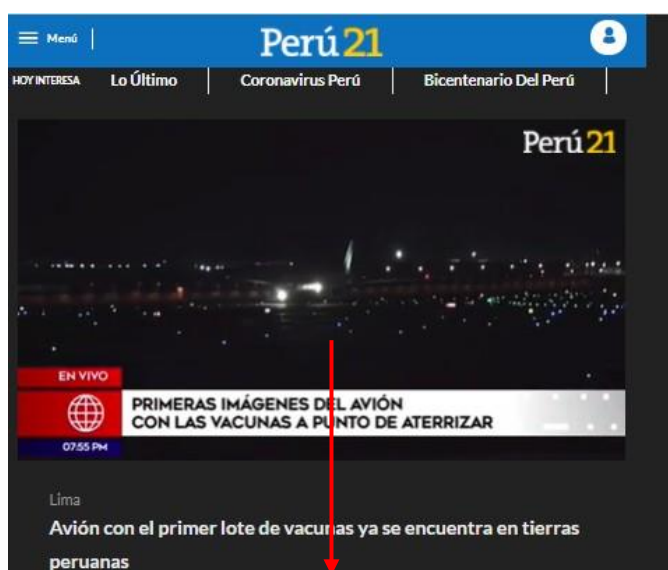 Menú
Perú21
HOY INTERESA Lo Último Coronavirus Perú Bicentenario Del Perú
Perú21
EN VIVO
PRIMERAS IMÁGENES DEL AVIÓN
CON LAS VACUNAS A PUNTO DE ATERRIZAR
07:55 PM
Lima
Avión con el primer lote de vacunas ya se encuentra en tierras
peruanas